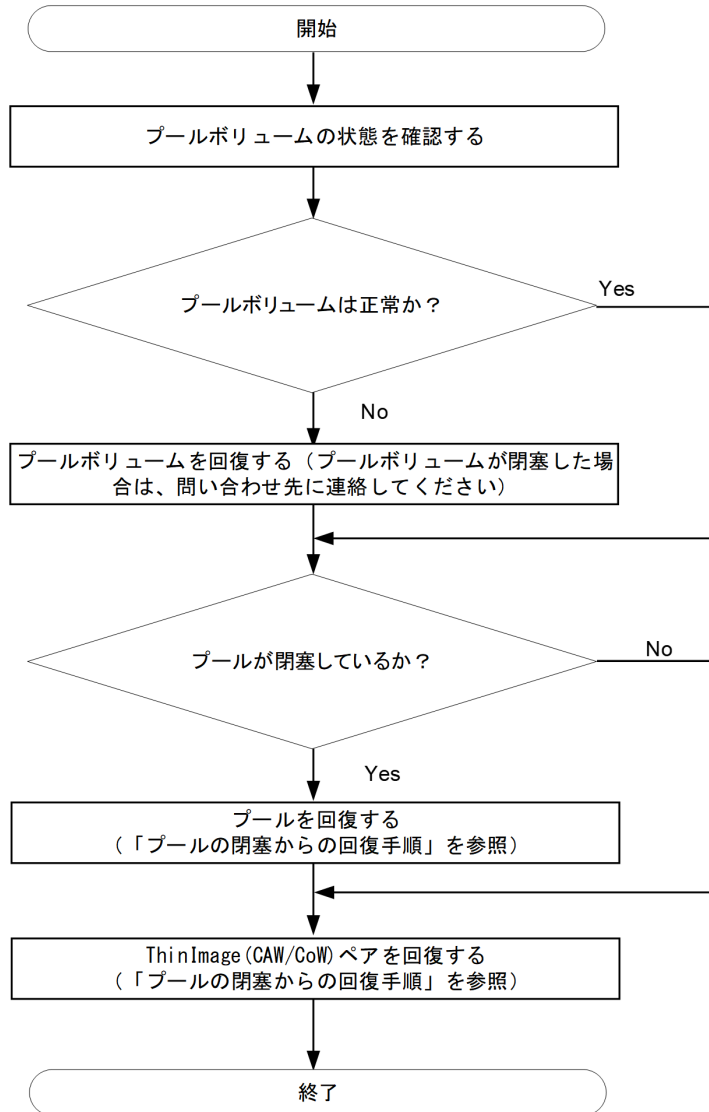 開始
プールボリュームの状態を確認する
プールボリュームは正常か？
Yes
No
プールボリュームを回復する（プールボリュームが閉塞した場
合は、問い合わせ先に連絡してください）
プールが閉塞しているか？
No
Yes
プールを回復する
（「プールの閉塞からの回復手順」を参照）
ThinImage(CAW/CoW)ペアを回復する
（「プールの閉塞からの回復手順」を参照）
終了